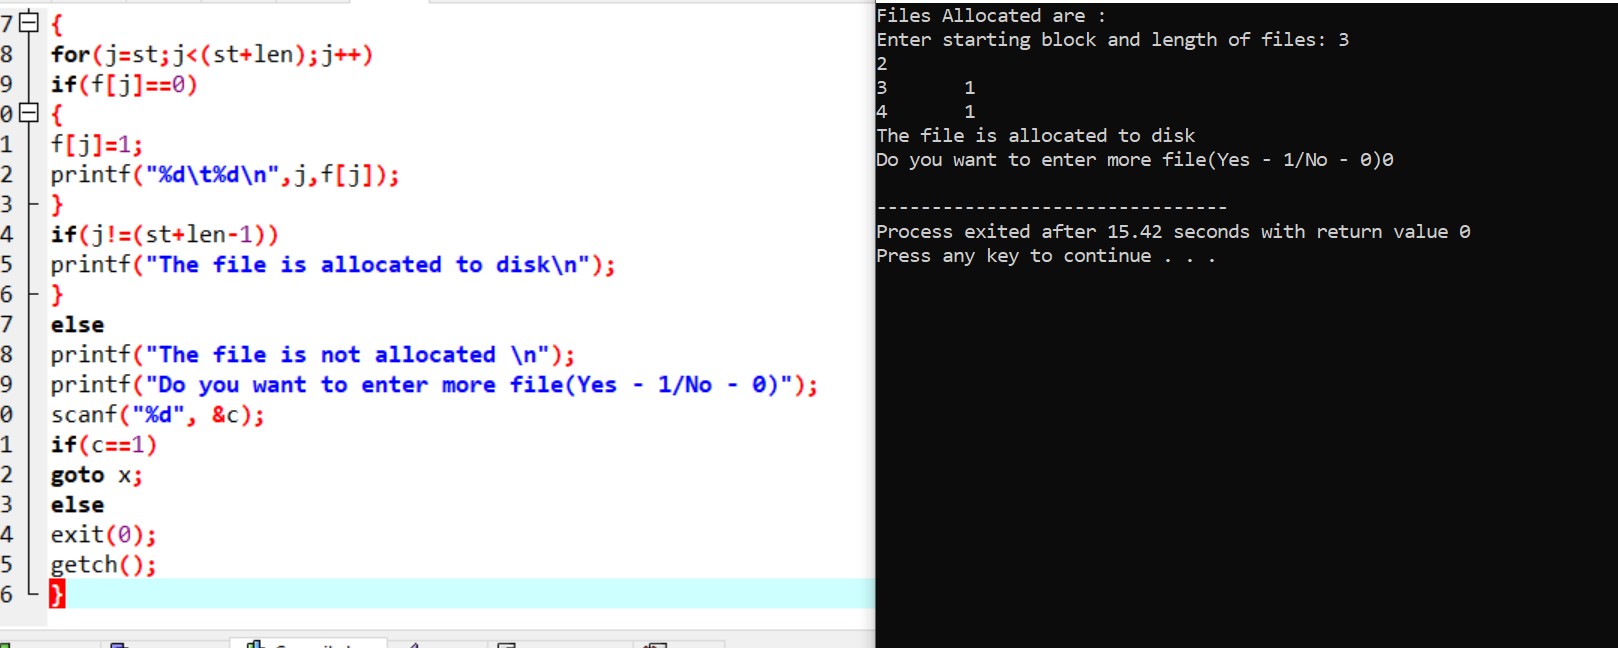 7 {
8 for(j=st;j<(st+len);j++)
9 if(f[j]==0)
0 {
1 f[j]=1;
2 printf("%d\t%d\n",j,f[j]);
3 }
4 if(j!=(st+len-1))
5 printf("The file is allocated to disk\n");
6 }
7 else
8 printf("The file is not allocated \n");
9 printf("Do you want to enter more file(Yes - 1/No - 0)");
0 scanf("%d", &c);
1 if(c==1)
2 goto x;
3 else
4 exit(0);
5 getch();
6 }
Files Allocated are :
Enter starting block and length of files: 3
2
3 1
4 1
The file is allocated to disk
Do you want to enter more file(Yes - 1/No - 0)0
--------------------------------
Process exited after 15.42 seconds with return value 0
Press any key to continue . . .